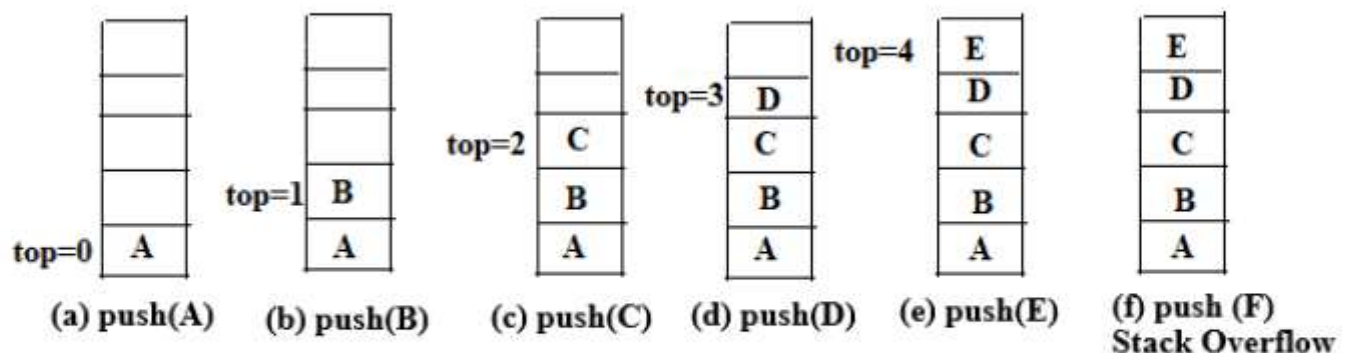 E
E
top=4
top=3
D
D
D
top=2
C
C
C
C
top=1
B
B
B
B
B
top=0
A
A
A
A
A
A
(a) push(A)
(b) push(B)
(c) push(C)
(d) push(D)
(e) push(E)
(f) push (F)
Stack Overflow